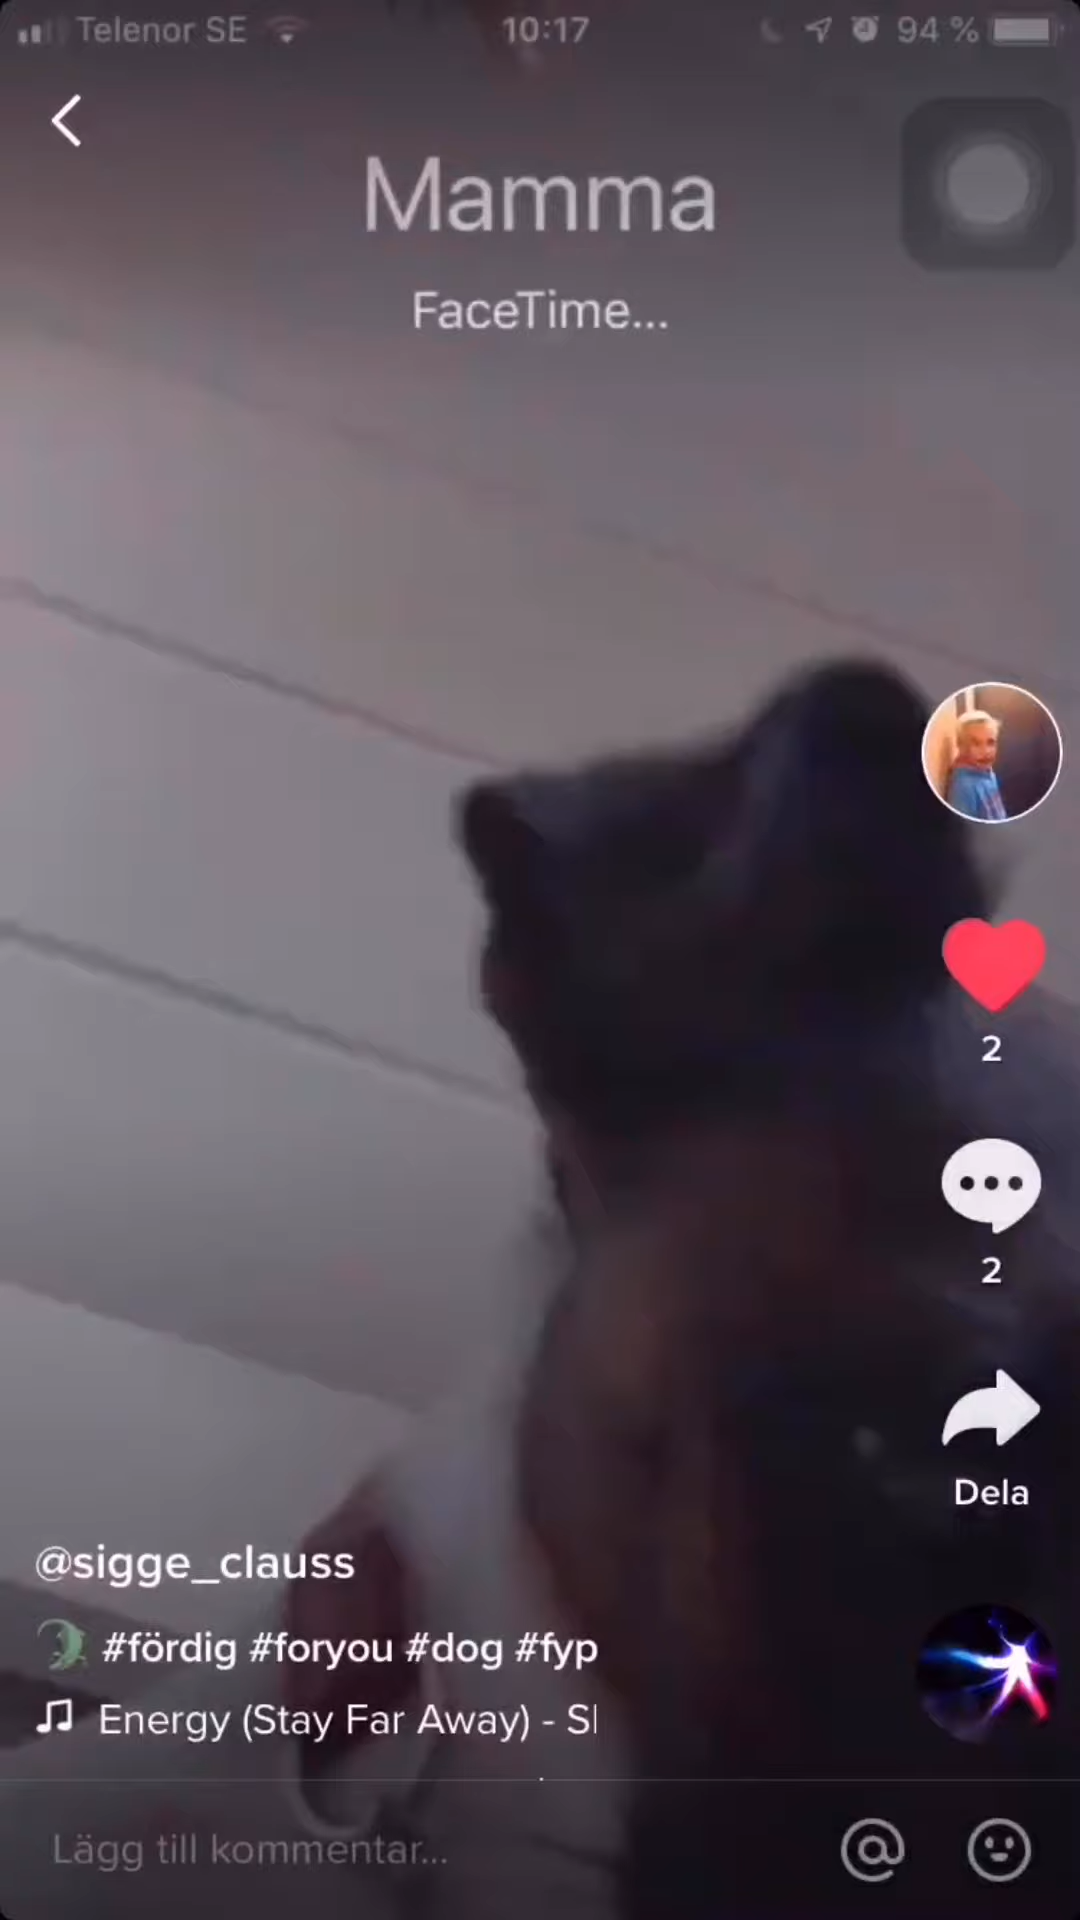 Telenor SE 10:17 94 %
Mamma
FaceTime...
2
2
Dela
@sigge_clauss
#fördig #foryou #dog #fyp
Energy (Stay Far Away) -
Lägg till kommentar...